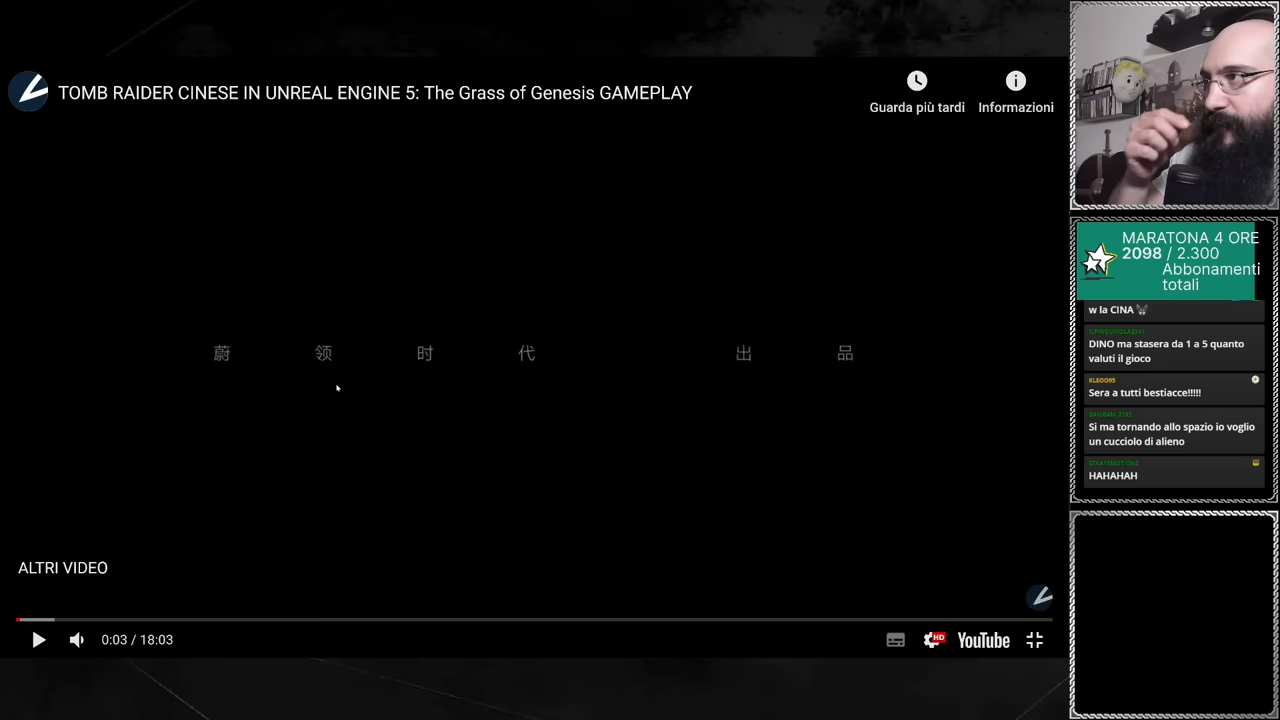 TOMB RAIDER CINESE IN UNREAL ENGINE 5: The Grass of Genesis GAMEPLAY
Guarda più tardi
Informazioni
蔚 领 时 代 出 品
ALTRI VIDEO
0:03 / 18:03
HD
YouTube
MARATONA 4 ORE
2098 / 2.300
Abbonamenti
totali
w la CINA
DINO ma stasera da 1 a 5 quanto
valuti il gioco
KLEO095
Sera a tutti bestiacce!!!!!
Si ma tornando allo spazio io voglio
un cucciolo di alieno
HAHAHAH